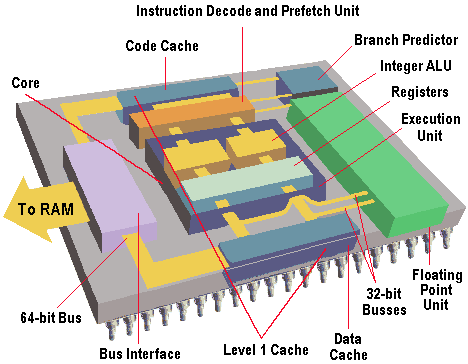 Instruction Decode and Prefetch Unit
Code Cache
Branch Predictor
Core
Integer ALU
Registers
Execution
Unit
To RAM
64-bit Bus
Bus Interface
Level 1 Cache
Data
Cache
32-bit
Busses
Floating
Point
Unit